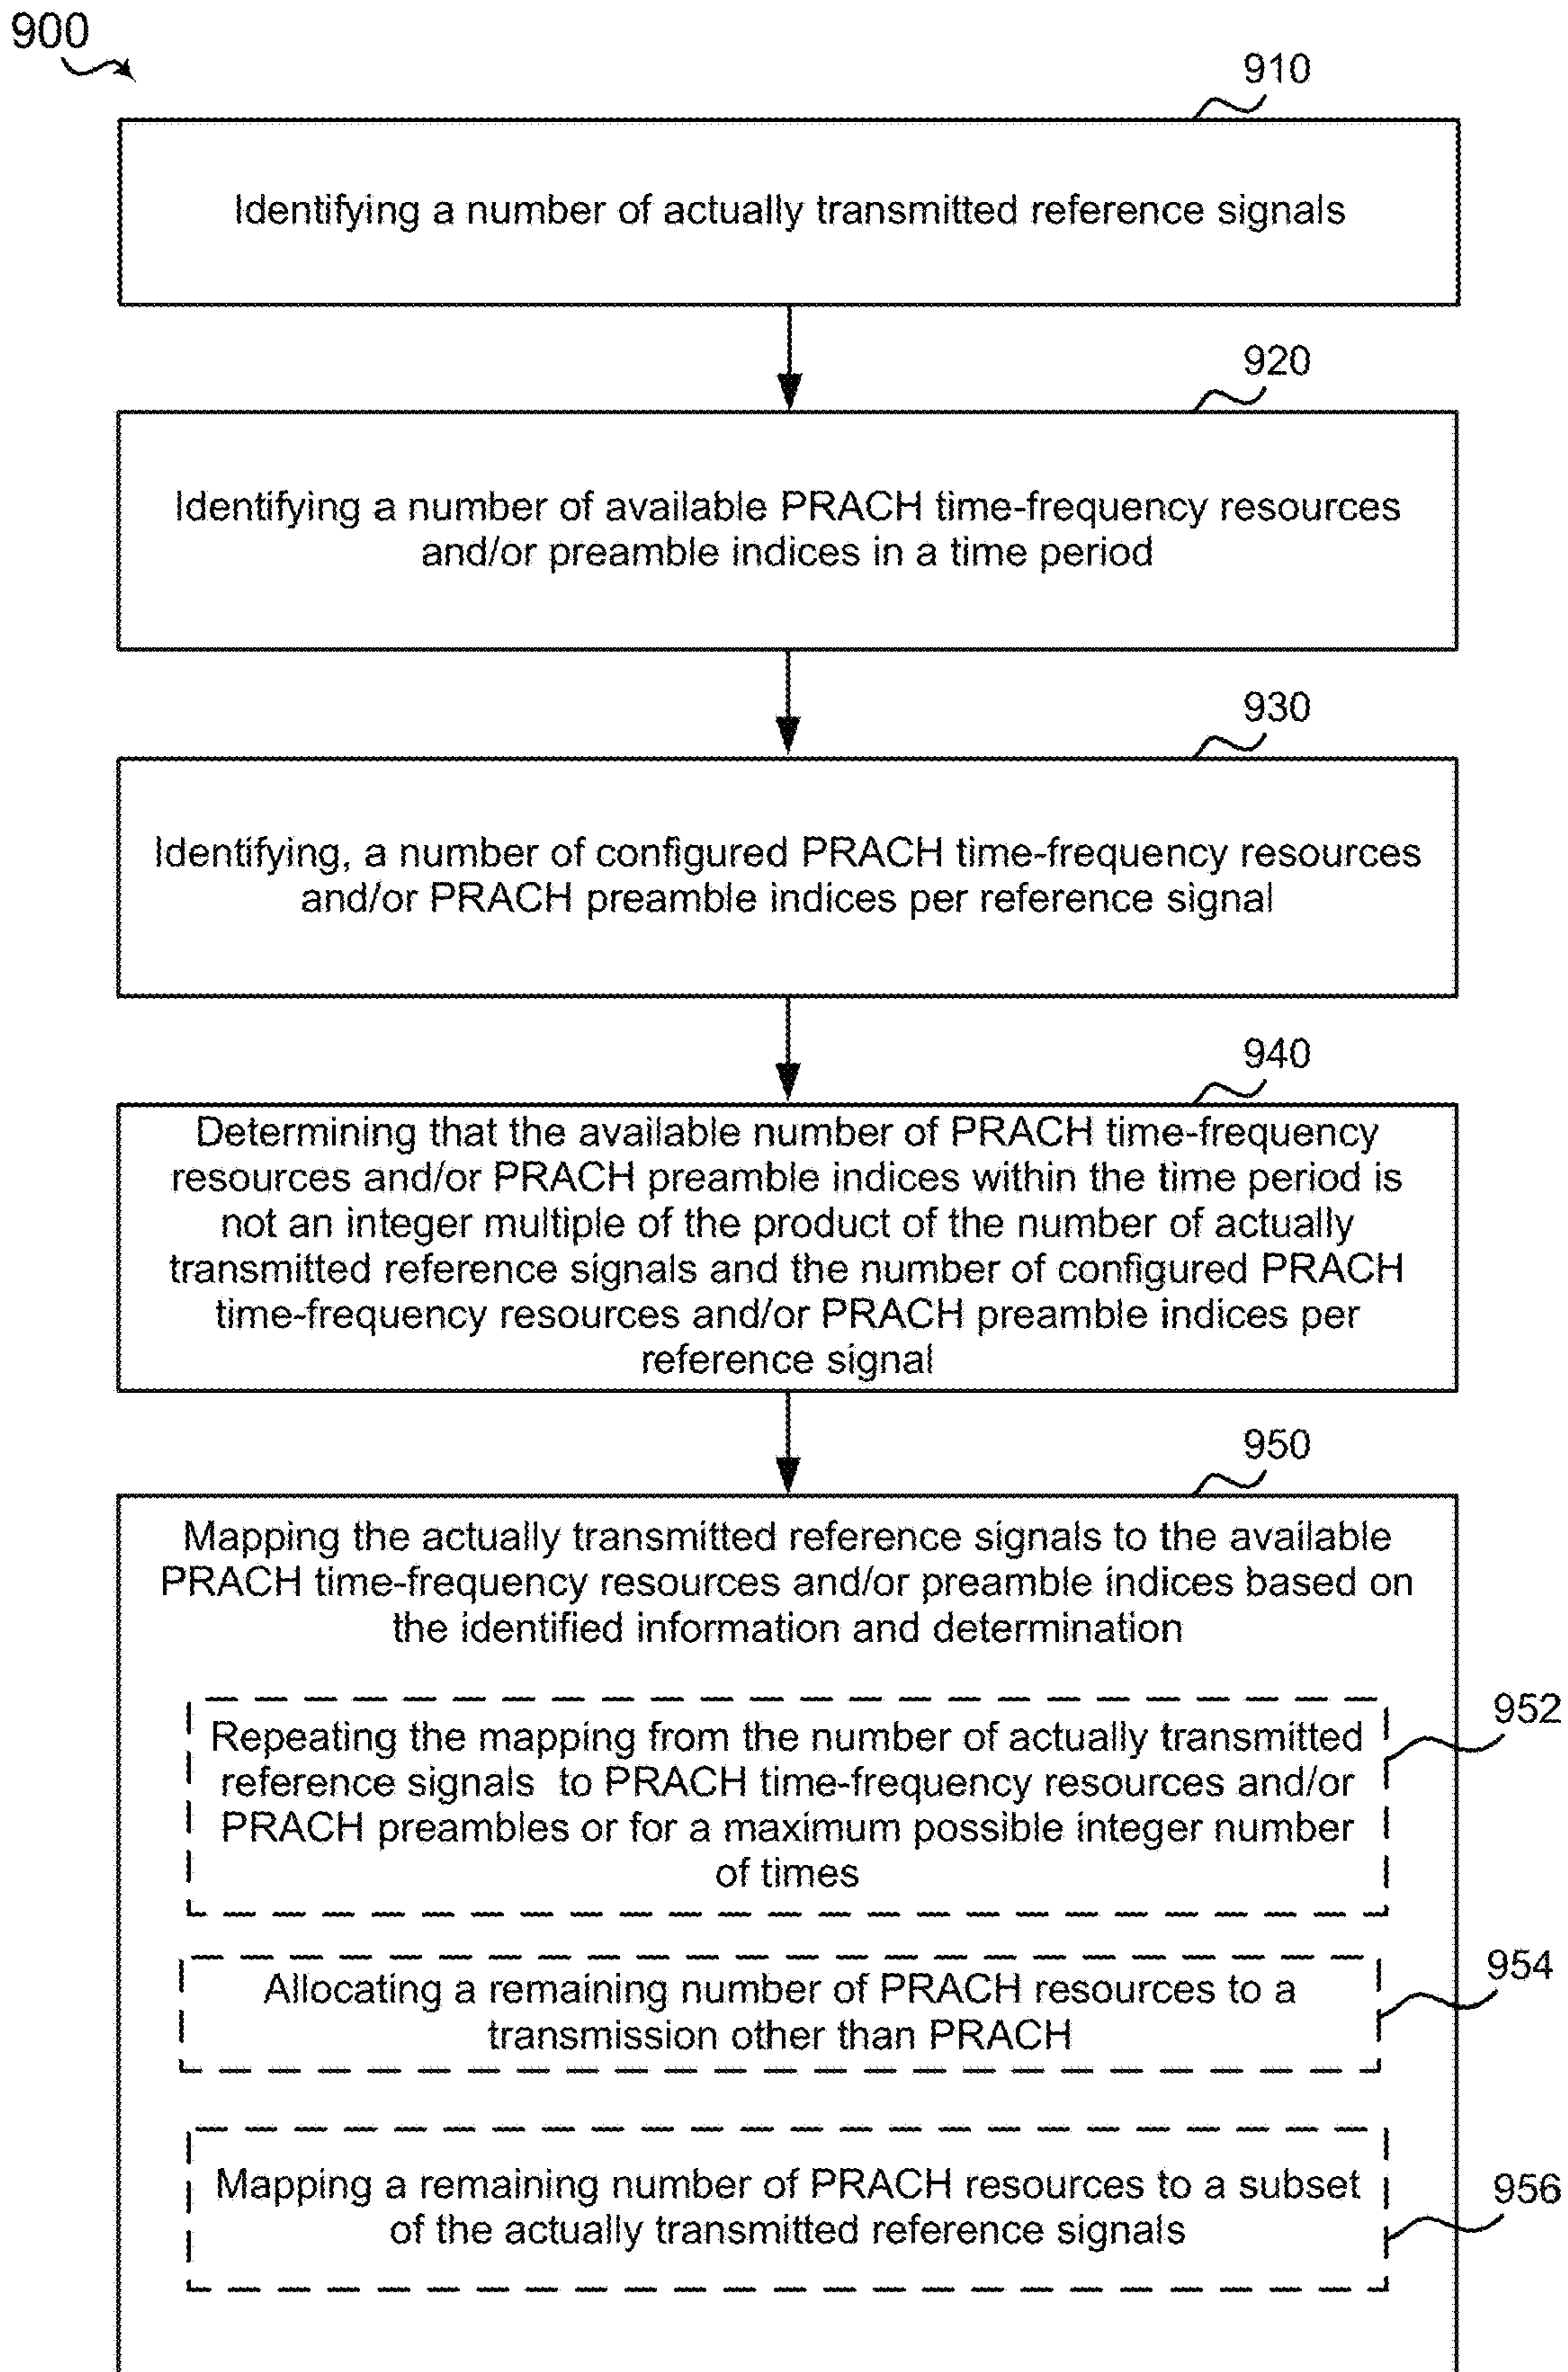 900
910
Identifying a number of actually transmitted reference signals
920
Identifying a number of available PRACH time-frequency resources
and/or preamble indices in a time period
930
Identifying, a number of configured PRACH time-frequency resources
and/or PRACH preamble indices per reference signal
940
Determining that the available number of PRACH time-frequency
resources and/or PRACH preamble indices within the time period is
not an integer multiple of the product of the number of actually
transmitted reference signals and the number of configured PRACH
time-frequency resources and/or PRACH preamble indices per
reference signal
950
Mapping the actually transmitted reference signals to the available
PRACH time-frequency resources and/or preamble indices based on
the identified information and determination
952
Repeating the mapping from the number of actually transmitted
reference signals to PRACH time-frequency resources and/or
PRACH preambles or for a maximum possible integer number
of times
954
Allocating a remaining number of PRACH resources to a
transmission other than PRACH
956
Mapping a remaining number of PRACH resources to a subset
of the actually transmitted reference signals